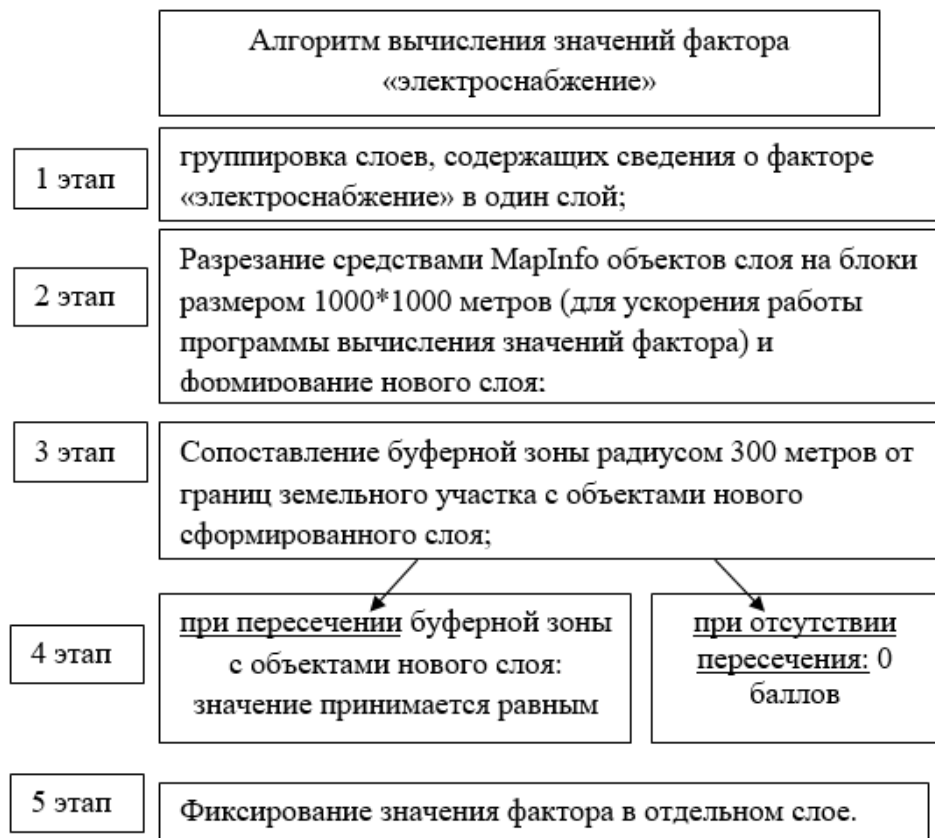 Алгоритм вычисления значений фактора
«электроснабжение»
1 этап
группировка слоев, содержащих сведения о факторе
«электроснабжение» в один слой;
2 этап
Разрезание средствами MapInfo объектов слоя на блоки
размером 1000*1000 метров (для ускорения работы
программы вычисления значений фактора) и
формирование нового слоя;
3 этап
Сопоставление буферной зоны радиусом 300 метров от
границ земельного участка с объектами нового
сформированного слоя;
4 этап
при пересечении буферной зоны
с объектами нового слоя:
значение принимается равным
при отсутствии
пересечения: 0
баллов
5 этап
Фиксирование значения фактора в отдельном слое.